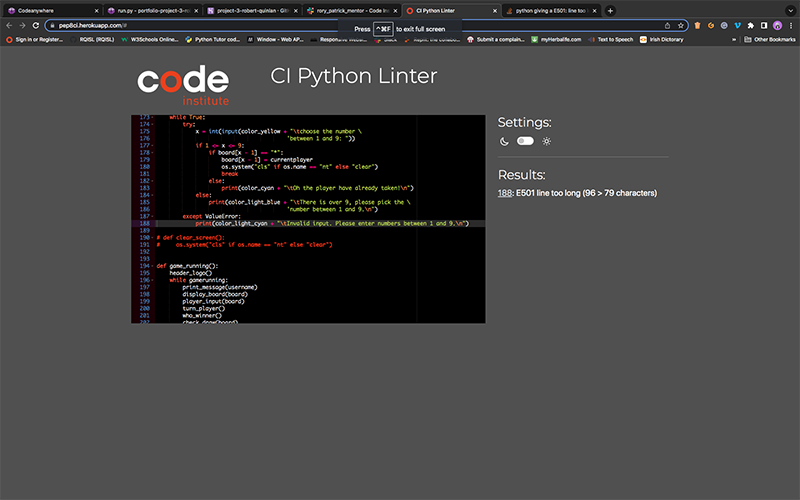 Codeanywhere
run.py - portfolio-project-3-ru
project-3-robert-quinlan - Git
rory_patrick_mentor - Code Ins
CI Python Linter
python giving a E501: line too
pep8ci.herokuapp.com/#
Press ^⌘F to exit full screen
Sign in or Register...
RQISL (RQISL)
W3Schools Online...
Python Tutor cod...
Window - Web AP...
Submit a complain...
myHerbalife.com
Text to Speech
Irish Dictionary
Other Bookmarks
code
institute
CI Python Linter
173 while True:
174 try:
175 x = int(input(color_yellow + "\tchoose the number \
176 'between 1 and 9: "))
177 if 1 <= x <= 9:
178 if board[x - 1] == "*":
179 board[x - 1] = currentplayer
180 os.system("cls" if os.name == "nt" else "clear")
181 break
182 else:
183 print(color_cyan + "\tOh the player have already taken!\n")
184 else:
185 print(color_light_blue + "\tThere is over 9, please pick the \
186 'number between 1 and 9.\n")
187 except ValueError:
188 print(color_light_cyan + "\tInvalid input. Please enter numbers between 1 and 9.\n")
189
190 # def clear_screen():
191 # os.system("cls" if os.name == "nt" else "clear")
192
193
194 def game_running():
195 header_logo()
196 while gamerunning:
197 print_message(username)
198 display_board(board)
199 player_input(board)
200 turn_player()
201 who_winner()
202 check_draw(board)
Settings:
Results:
188: E501 line too long (96 > 79 characters)